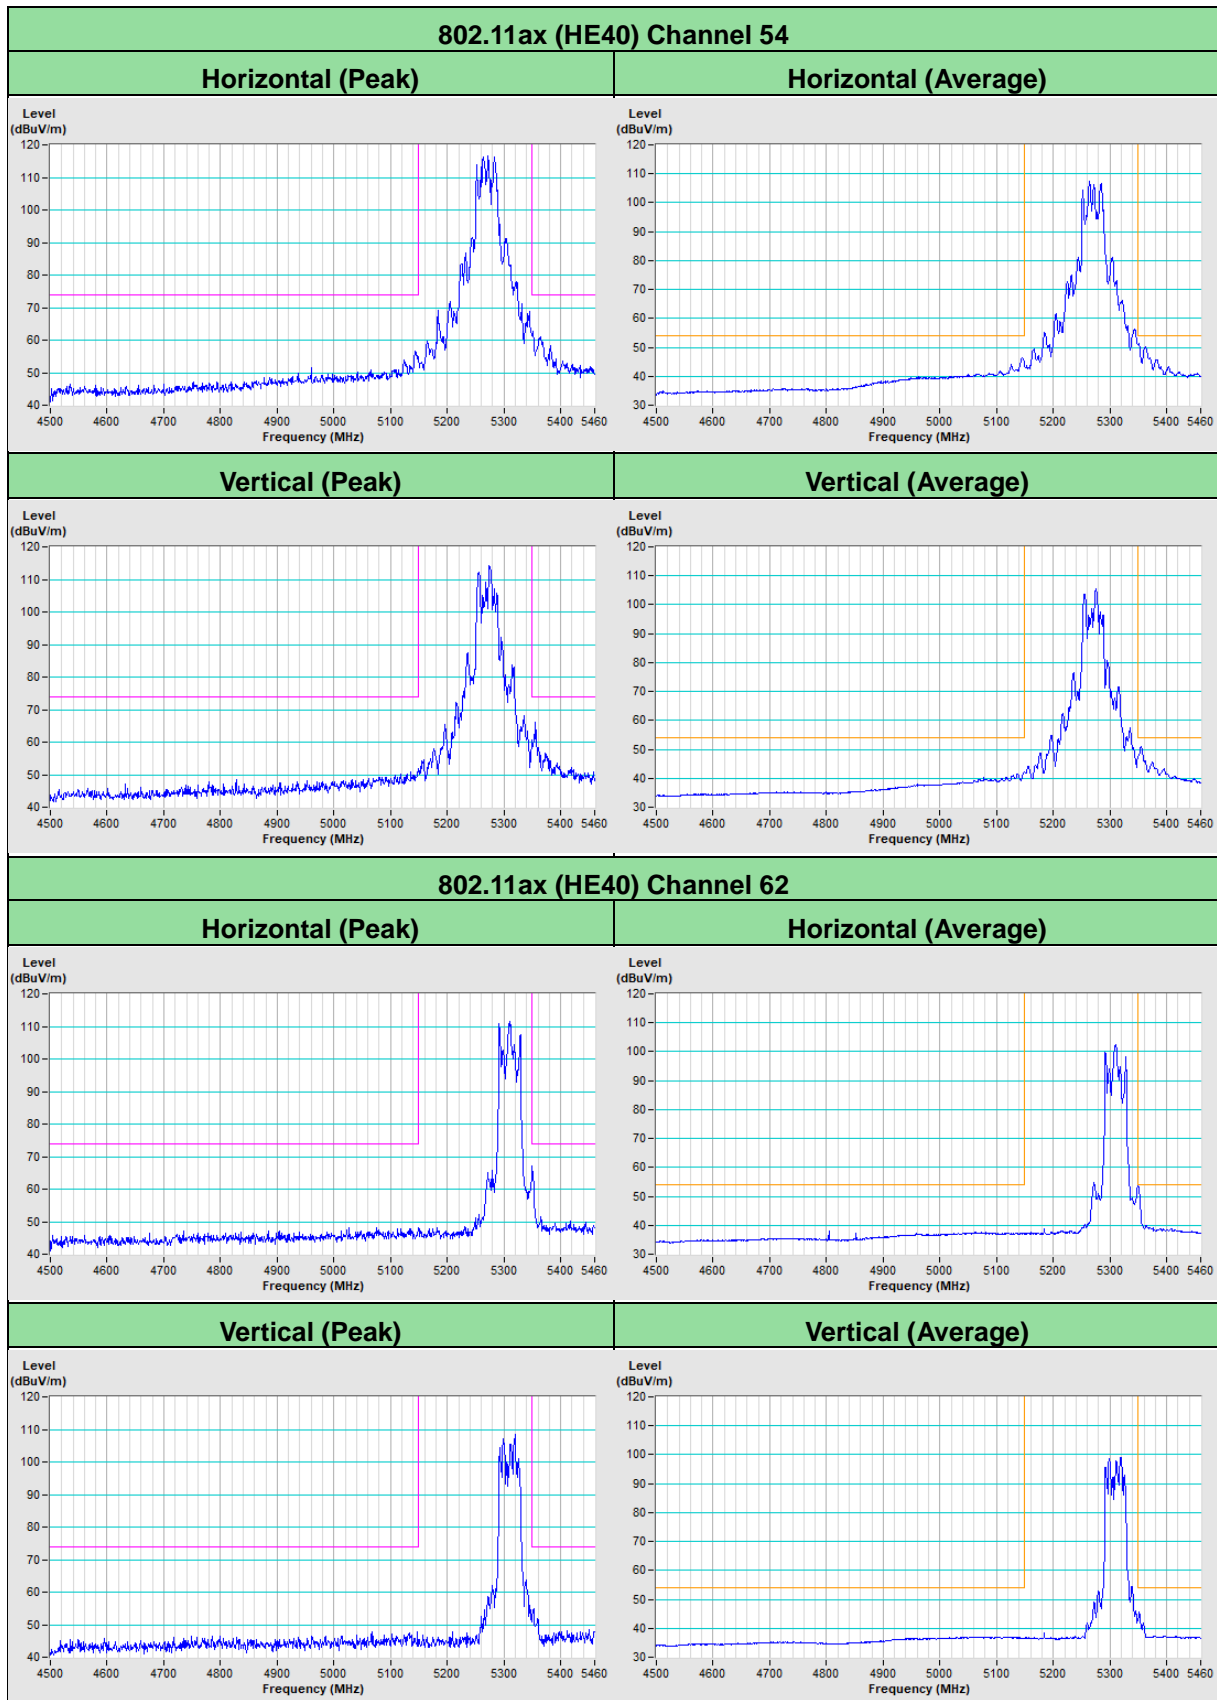 802.11ax (HE40) Channel 54
Horizontal (Peak) Horizontal (Average)
Level Level
(dBuV/m) (dBuV/m)
120 120
110 110
100 100
90 90
80 80
70 70
60 60
50 50
40 40
30
4500 4600 4700 4800 4900 5000 5100 5200 5300 5400 5460 4500 4600 4700 4800 4900 5000 5100 5200 5300 5400 5460
Frequency (MHz) Frequency (MHz)
Vertical (Peak) Vertical (Average)
Level Level
(dBuV/m) (dBuV/m)
120 120
110 110
100 100
90 90
80 80
70 70
60 60
50 50
40 40
30
4500 4600 4700 4800 4900 5000 5100 5200 5300 5400 5460 4500 4600 4700 4800 4900 5000 5100 5200 5300 5400 5460
Frequency (MHz) Frequency (MHz)
802.11ax (HE40) Channel 62
Horizontal (Peak) Horizontal (Average)
Level Level
(dBuV/m) (dBuV/m)
120 120
110 110
100 100
90 90
80 80
70 70
60 60
50 50
40 40
30
4500 4600 4700 4800 4900 5000 5100 5200 5300 5400 5460 4500 4600 4700 4800 4900 5000 5100 5200 5300 5400 5460
Frequency (MHz) Frequency (MHz)
Vertical (Peak) Vertical (Average)
Level Level
(dBuV/m) (dBuV/m)
120 120
110 110
100 100
90 90
80 80
70 70
60 60
50 50
40 40
30
4500 4600 4700 4800 4900 5000 5100 5200 5300 5400 5460 4500 4600 4700 4800 4900 5000 5100 5200 5300 5400 5460
Frequency (MHz) Frequency (MHz)